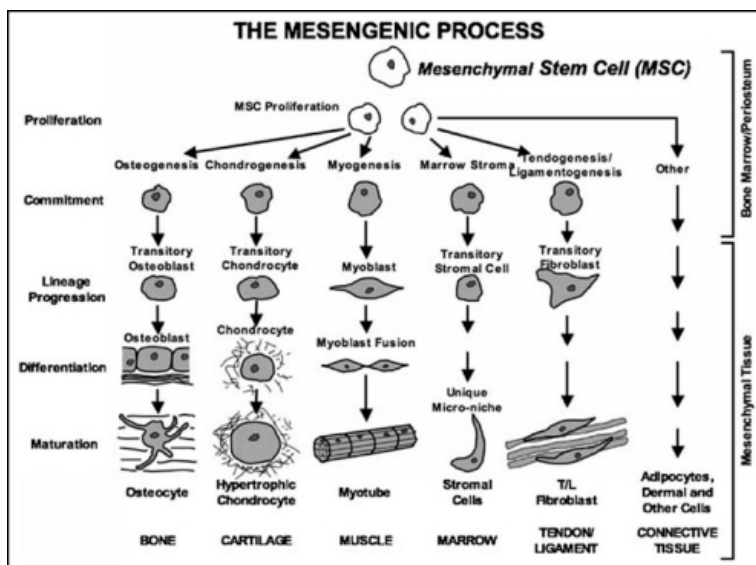 THE MESENGENIC PROCESS
Mesenchymal Stem Cell (MSC)
MSC Proliferation
Proliferation
Osteogenesis Chondrogenesis Myogenesis Marrow Stroma Tendogenesis/
Ligamentogenesis Other
Commitment
Transitory
Osteoblast
Transitory
Chondrocyte
Myoblast
Transitory
Stromal Cell
Transitory
Fibroblast
Lineage
Progression
Osteoblast
Chondrocyte
Myoblast Fusion
Differentiation
Unique
Micro-niche
Maturation
Osteocyte
Hypertrophic
Chondrocyte
Myotube
Stromal
Cells
T/L
Fibroblast
Adipocytes,
Dermal and
Other Cells
BONE
CARTILAGE
MUSCLE
MARROW
TENDON/
LIGAMENT
CONNECTIVE
TISSUE
Bone Marrow/Periosteum
Mesenchymal Tissue